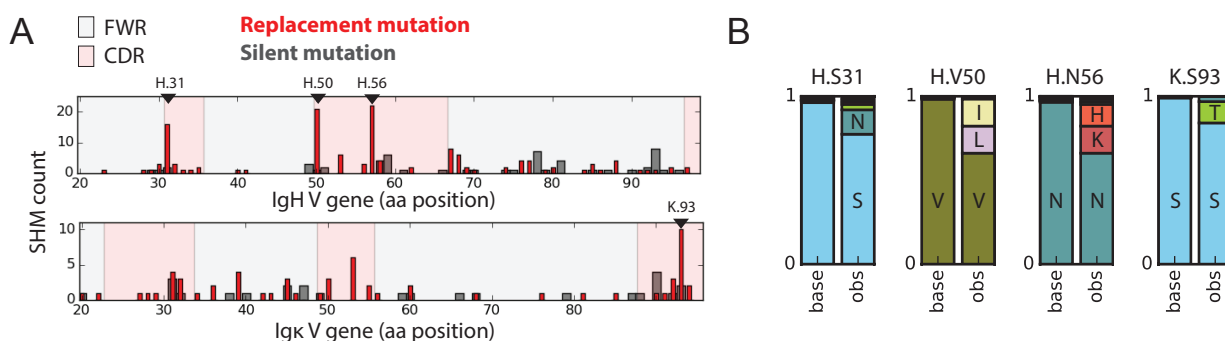 A
FWR
CDR
Replacement mutation
Silent mutation
H.31
H.50
H.56
20
10
0
20
30
40
50
60
70
80
90
IgH V gene (aa position)
SHM count
K.93
10
5
0
20
30
40
50
60
70
80
Igκ V gene (aa position)
B
H.S31
H.V50
H.N56
K.S93
1
N
S
0
base
obs
1
V
I
L
V
0
base
obs
1
N
H
K
N
0
base
obs
1
S
T
S
0
base
obs